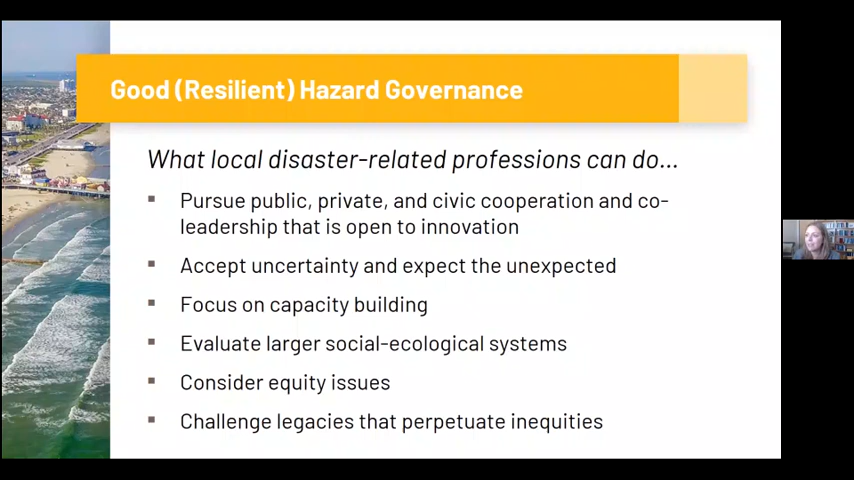 Good (Resilient) Hazard Governance
What local disaster-related professions can do...
Pursue public, private, and civic cooperation and co-
leadership that is open to innovation
Accept uncertainty and expect the unexpected
Focus on capacity building
Evaluate larger social-ecological systems
Consider equity issues
Challenge legacies that perpetuate inequities